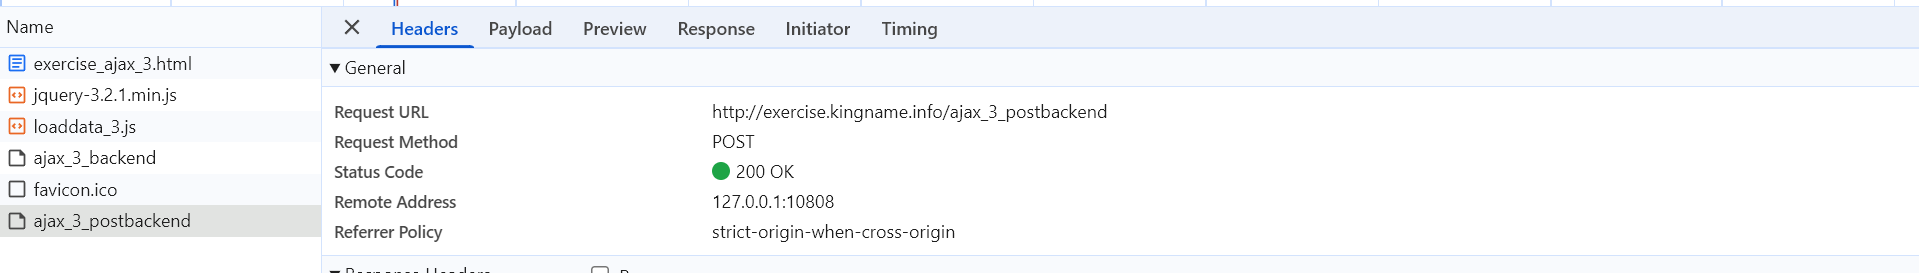 Name
exercise_ajax_3.html
jquery-3.2.1.min.js
loaddata_3.js
ajax_3_backend
favicon.ico
ajax_3_postbackend
Headers Payload Preview Response Initiator Timing
General
Request URL http://exercise.kingname.info/ajax_3_postbackend
Request Method POST
Status Code 200 OK
Remote Address 127.0.0.1:10808
Referrer Policy strict-origin-when-cross-origin
Response Headers